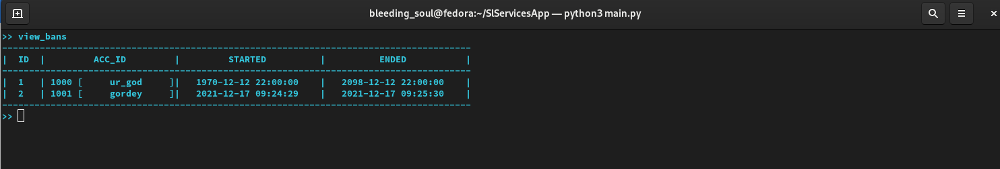 bleeding_soul@fedora:~/SlServicesApp — python3 main.py
>> view_bans
---------------------------------------------------------------------------------------
|  ID  |         ACC_ID         |         STARTED          |          ENDED           |
---------------------------------------------------------------------------------------
|  1   | 1000 [     ur_god     ]|   1970-12-12 22:00:00    |   2098-12-12 22:00:00    |
|  2   | 1001 [     gordey     ]|   2021-12-17 09:24:29    |   2021-12-17 09:25:30    |
---------------------------------------------------------------------------------------
>>